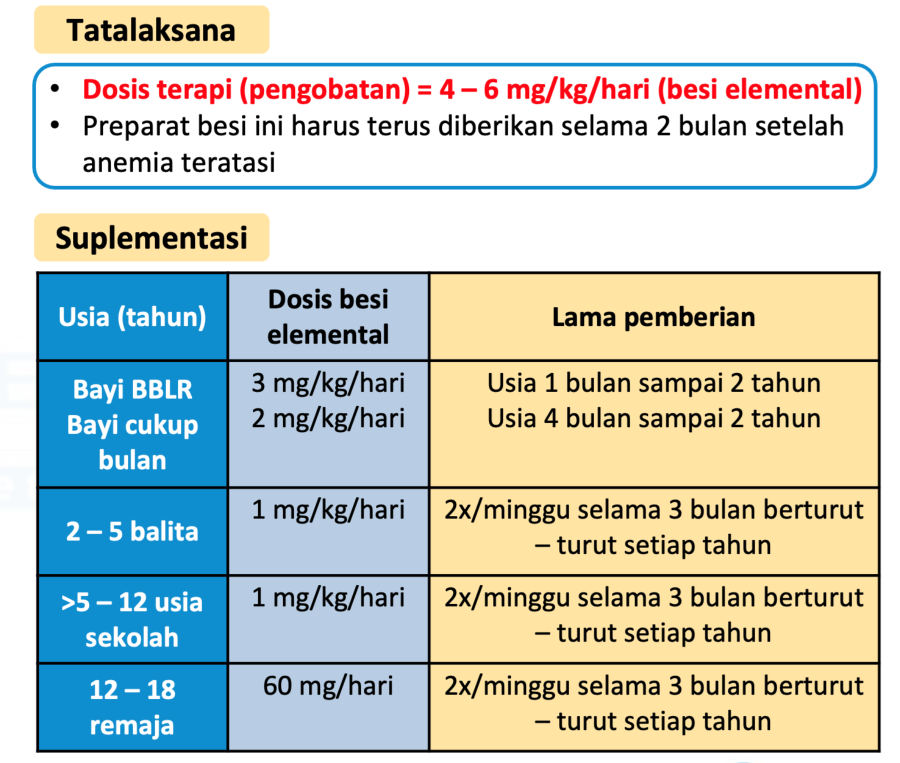 Tatalaksana
• Dosis terapi (pengobatan) = 4 – 6 mg/kg/hari (besi elemental)
• Preparat besi ini harus terus diberikan selama 2 bulan setelah
anemia teratasi
Suplementasi
Usia (tahun)
Dosis besi
elemental
Lama pemberian
Bayi BBLR
Bayi cukup
bulan
3 mg/kg/hari
2 mg/kg/hari
Usia 1 bulan sampai 2 tahun
Usia 4 bulan sampai 2 tahun
2 – 5 balita
1 mg/kg/hari
2x/minggu selama 3 bulan berturut
– turut setiap tahun
>5 – 12 usia
sekolah
1 mg/kg/hari
2x/minggu selama 3 bulan berturut
– turut setiap tahun
12 – 18
remaja
60 mg/hari
2x/minggu selama 3 bulan berturut
– turut setiap tahun